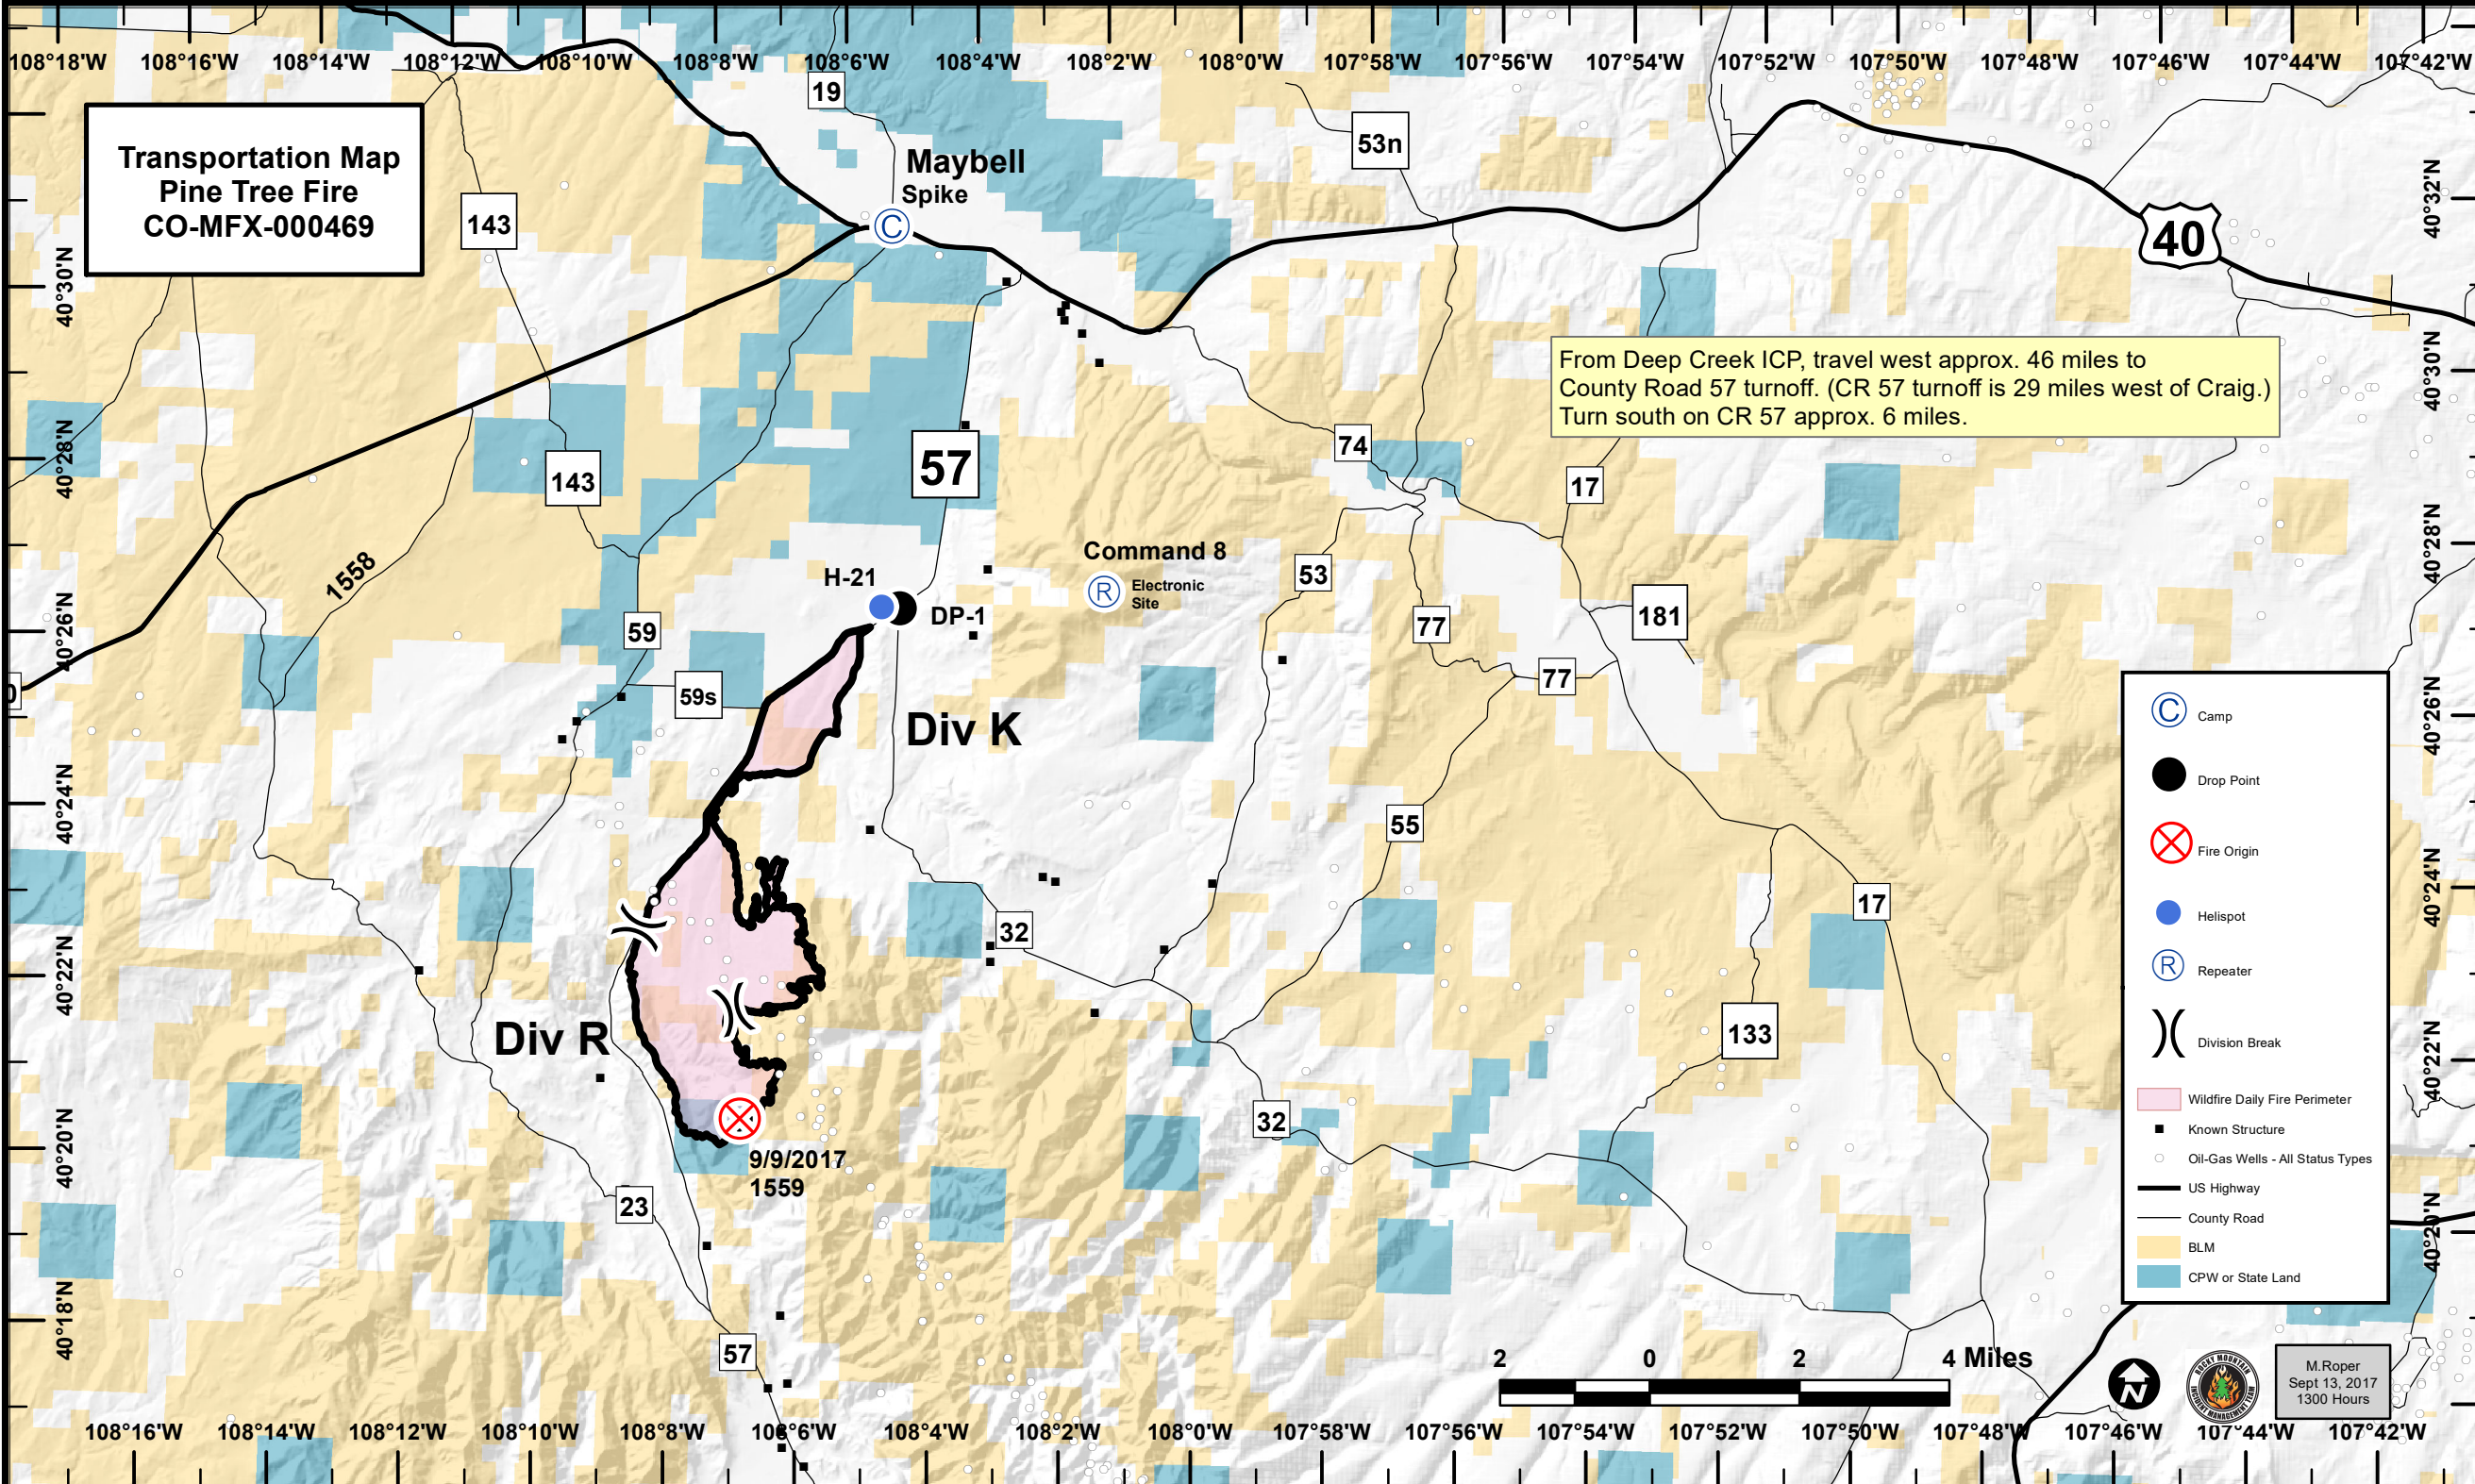 108°18'W 108°16'W 108°14'W 108°12'W 108°10'W 108°8'W 108°6'W 108°4'W 108°2'W 108°0'W 107°58'W 107°56'W 107°54'W 107°52'W 107°50'W 107°48'W 107°46'W 107°44'W 107°42'W
Transportation Map
Pine Tree Fire
CO-MFX-000469
19
53n
Maybell
Spike
C
143
40
40°32'N
40°30'N
From Deep Creek ICP, travel west approx. 46 miles to
County Road 57 turnoff. (CR 57 turnoff is 29 miles west of Craig.)
Turn south on CR 57 approx. 6 miles.
40°30'N
40°28'N
143
57
74
17
40°28'N
1558
Command 8
R
Electronic
Site
H-21
DP-1
53
59
77
181
40°26'N
59s
77
Div K
40°26'N
40°24'N
55
40°24'N
32
17
40°22'N
Div R
133
40°22'N
32
40°20'N
9/9/2017
1559
23
40°20'N
40°18'N
57
C
Camp
Drop Point
Fire Origin
Helispot
R
Repeater
Division Break
Wildfire Daily Fire Perimeter
Known Structure
Oil-Gas Wells - All Status Types
US Highway
County Road
BLM
CPW or State Land
2 0 2 4 Miles
N
ROCKY MOUNTAIN
INCIDENT MANAGEMENT TEAM
M.Roper
Sept 13, 2017
1300 Hours
108°16'W 108°14'W 108°12'W 108°10'W 108°8'W 108°6'W 108°4'W 108°2'W 108°0'W 107°58'W 107°56'W 107°54'W 107°52'W 107°50'W 107°48'W 107°46'W 107°44'W 107°42'W